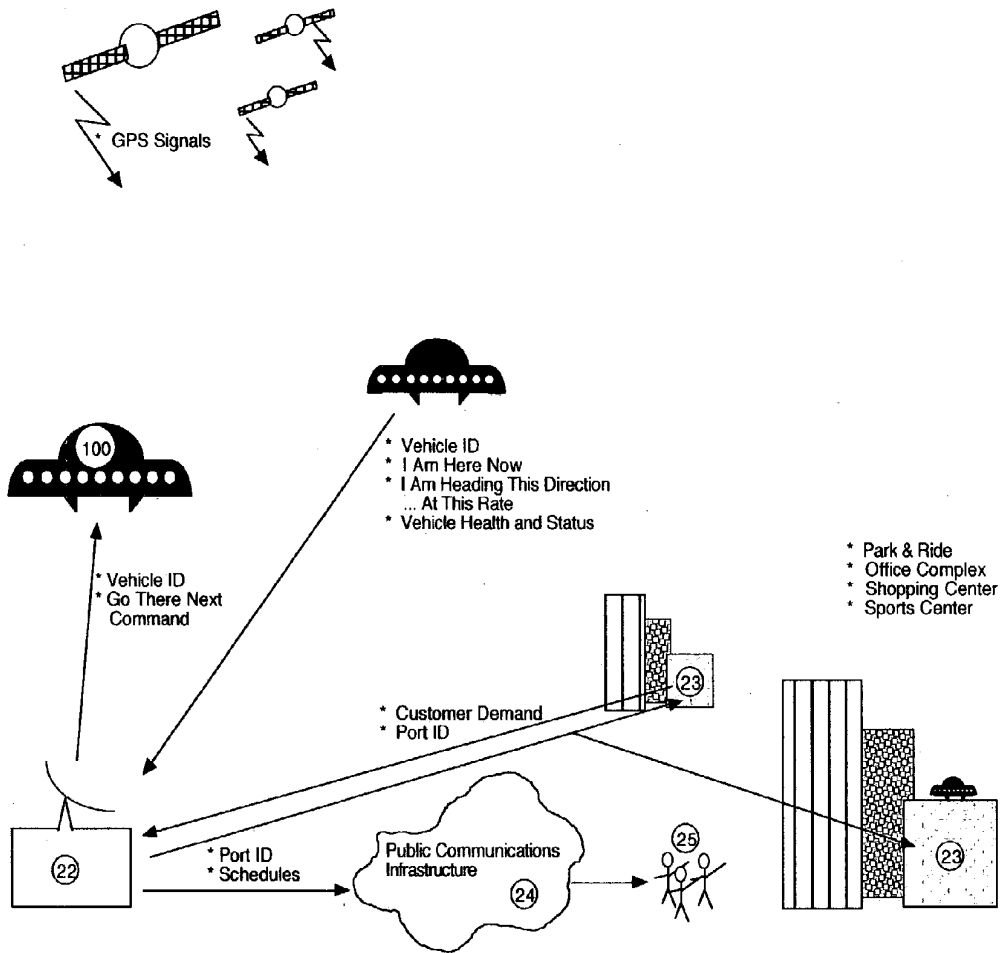 * GPS Signals
100
* Vehicle ID
* I Am Here Now
* I Am Heading This Direction
... At This Rate
* Vehicle Health and Status
* Vehicle ID
* Go There Next
Command
* Park & Ride
* Office Complex
* Shopping Center
* Sports Center
23
* Customer Demand
* Port ID
22
* Port ID
* Schedules
Public Communications
Infrastructure
24
25
23